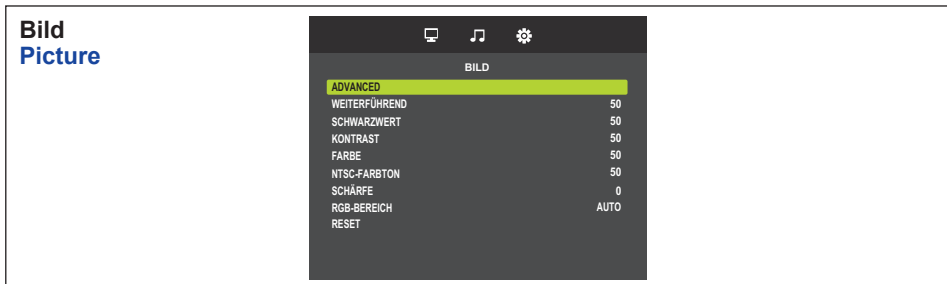 Bild
Picture
BILD
ADVANCED
WEITERFÜHREND 50
SCHWARZWERT 50
KONTRAST 50
FARBE 50
NTSC-FARBTON 50
SCHÄRFE 0
RGB-BEREICH AUTO
RESET